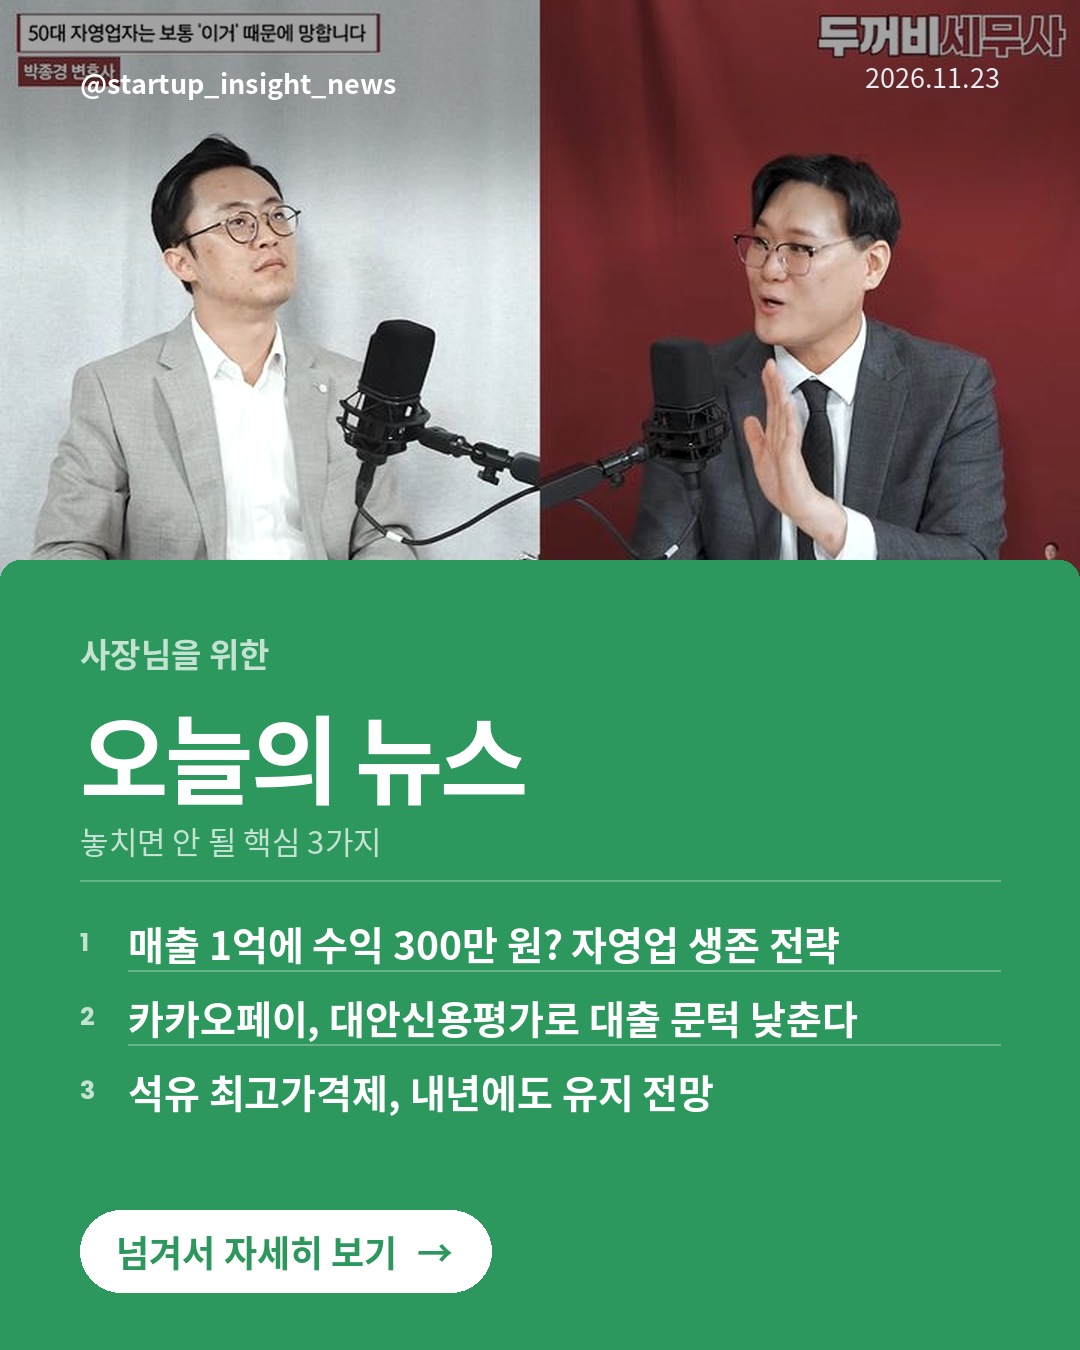 50대 자영업자는 보통 '이거' 때문에 망합니다
두꺼비세무사
박종경 변호사
@startup_insight_news
2026.11.23
사장님을 위한
오늘의 뉴스
놓치면 안 될 핵심 3가지
1 매출 1억에 수익 300만 원? 자영업 생존 전략
2 카카오페이, 대안신용평가로 대출 문턱 낮춘다
3 석유 최고가격제, 내년에도 유지 전망
넘겨서 자세히 보기 →